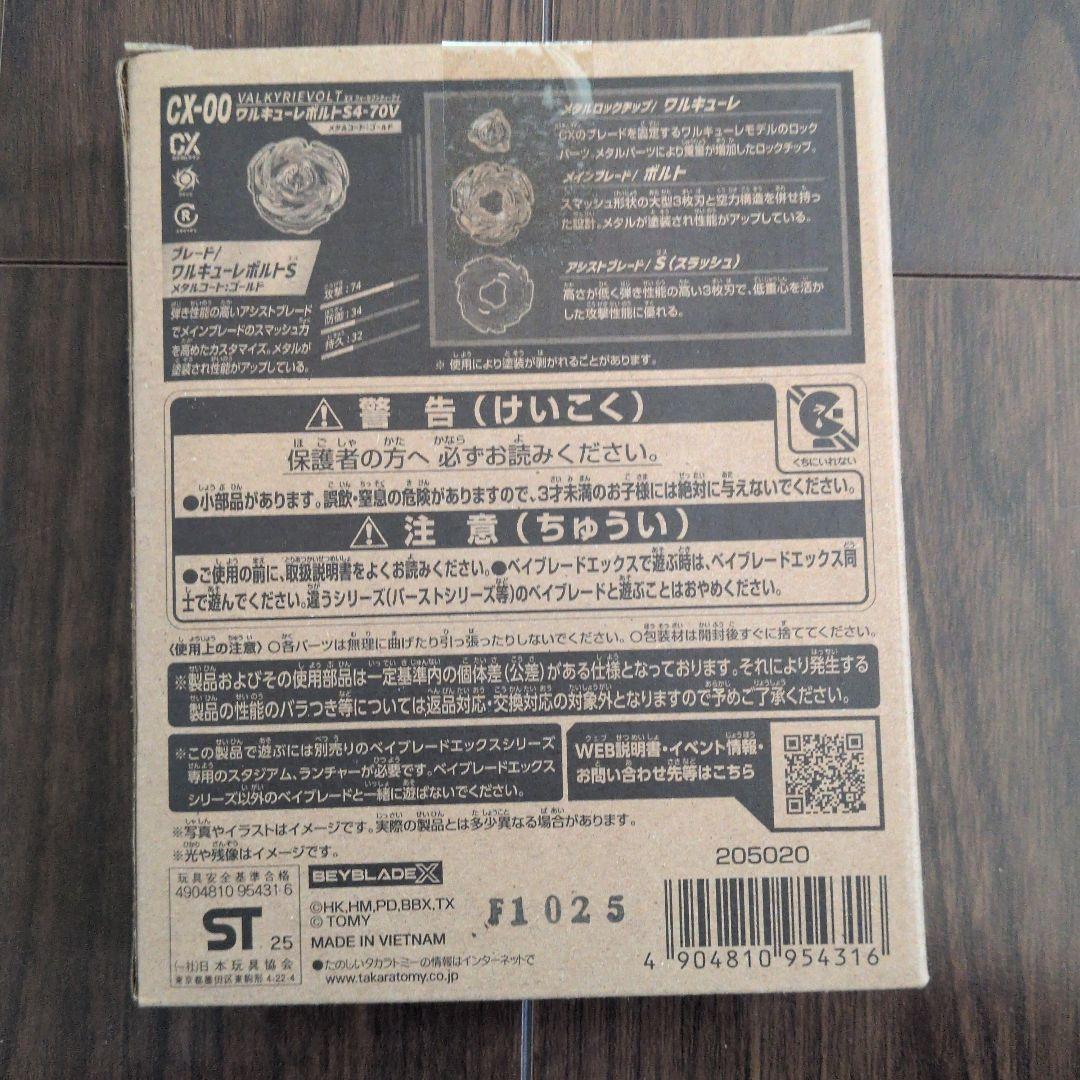 CX-00
VALKYRIEVOLT
ワルキューレボルトS4-70V
メタルコート:ゴールド
CX
ブレード/
ワルキューレボルトS
メタルコート:ゴールド
弾き性能の高いアシストブレード
でメインブレードのスマッシュ力
を高めたカスタマイズ。メタルが
塗装され性能がアップしている。
攻撃:74
防御:34
持久:32
メタルロックチップ/ ワルキューレ
CXのブレードを固定するワルキューレモデルのロック
パーツ。メタルパーツにより重量が増加したロックチップ。
メインブレード/ ボルト
スマッシュ形状の大型3枚刃と空力構造を併せ持っ
た設計。メタルが塗装され性能がアップしている。
アシストブレード/ S(スラッシュ)
高さが低く弾き性能の高い3枚刃で、低重心を活か
した攻撃性能に優れる。
※ 使用により塗装が剥がれることがあります。
警告(けいこく)
保護者の方へ 必ずお読みください。
●小部品があります。誤飲・窒息の危険がありますので、3才未満のお子様には絶対に与えないでください。
くちにいれない
注意(ちゅうい)
●ご使用の前に、取扱説明書をよくお読みください。●ベイブレードエックスで遊ぶ時は、ベイブレードエックス同
士で遊んでください。違うシリーズ(バーストシリーズ等)のベイブレードと遊ぶことはおやめください。
〈使用上の注意〉○各パーツは無理に曲げたり引っ張ったりしないでください。○包装材は開封後すぐに捨ててください。
※製品およびその使用部品は一定基準内の個体差(公差)がある仕様となっております。それにより発生する
製品の性能のバラつき等については返品対応・交換対応の対象外となりますので予めご了承ください。
※この製品で遊ぶには別売りのベイブレードエックスシリーズ
専用のスタジアム、ランチャーが必要です。ベイブレードエックス
シリーズ以外のベイブレードと一緒に遊ばないでください。
WEB説明書・イベント情報・
お問い合わせ先等はこちら
※写真やイラストはイメージです。実際の製品とは多少異なる場合があります。
※光や残像はイメージです。
玩具安全基準合格
4904810 95431 6
ST 25
(一社)日本玩具協会
東京都墨田区東駒形 4-22-4
BEYBLADE X
©HK,HM,PD,BBX,TX
© TOMY
MADE IN VIETNAM
●たのしいタカラトミーの情報はインターネットで
www.takaratomy.co.jp
F1025
205020
4 904810 954316